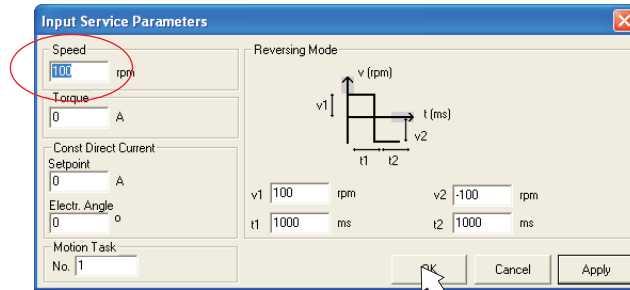 Input Service Parameters
Speed
100 rpm
Torque
0 A
Const Direct Current
Setpoint
0 A
Electr. Angle
0 o
Motion Task
No. 1
Reversing Mode
v (rpm)
v1
t (ms)
v2
t1 t2
v1 100 rpm v2 -100 rpm
t1 1000 ms t2 1000 ms
OK Cancel Apply